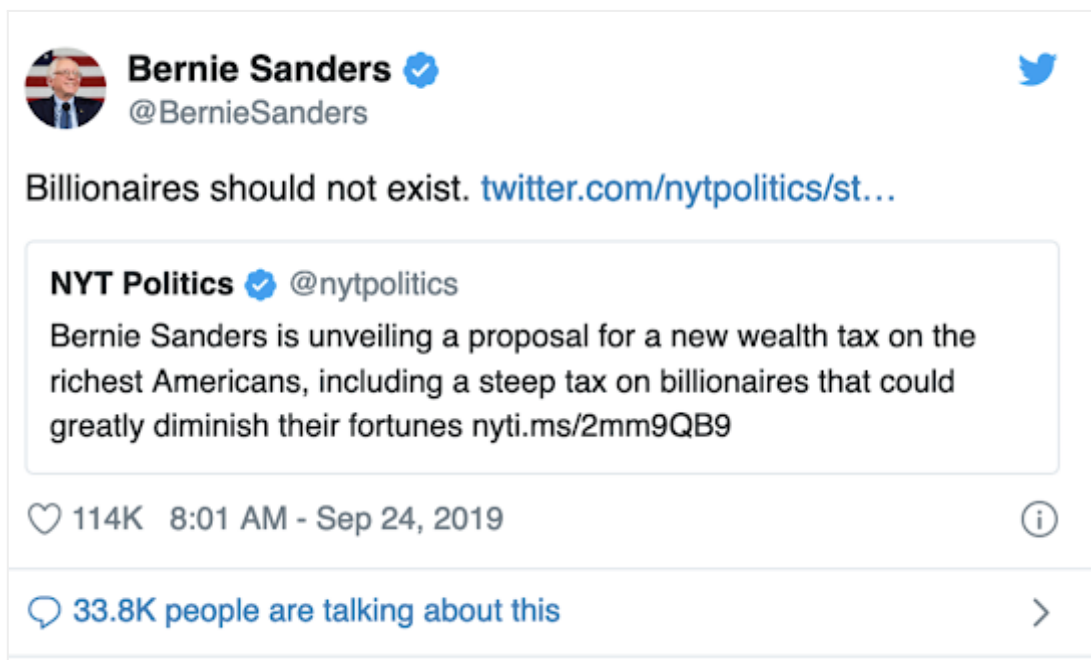 Bernie Sanders
@BernieSanders
Billionaires should not exist. twitter.com/nytpolitics/st…
NYT Politics @nytpolitics
Bernie Sanders is unveiling a proposal for a new wealth tax on the
richest Americans, including a steep tax on billionaires that could
greatly diminish their fortunes nyti.ms/2mm9QB9
114K 8:01 AM - Sep 24, 2019
33.8K people are talking about this